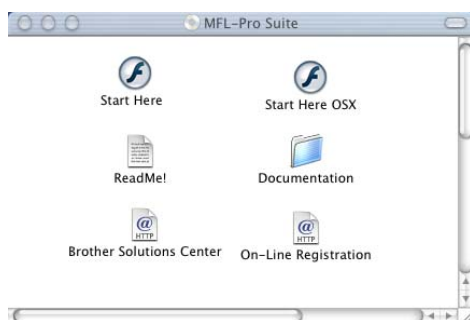 MFL-Pro Suite
Start Here
Start Here OSX
ReadMe!
Documentation
@
HTTP
@
HTTP
Brother Solutions Center
On-Line Registration